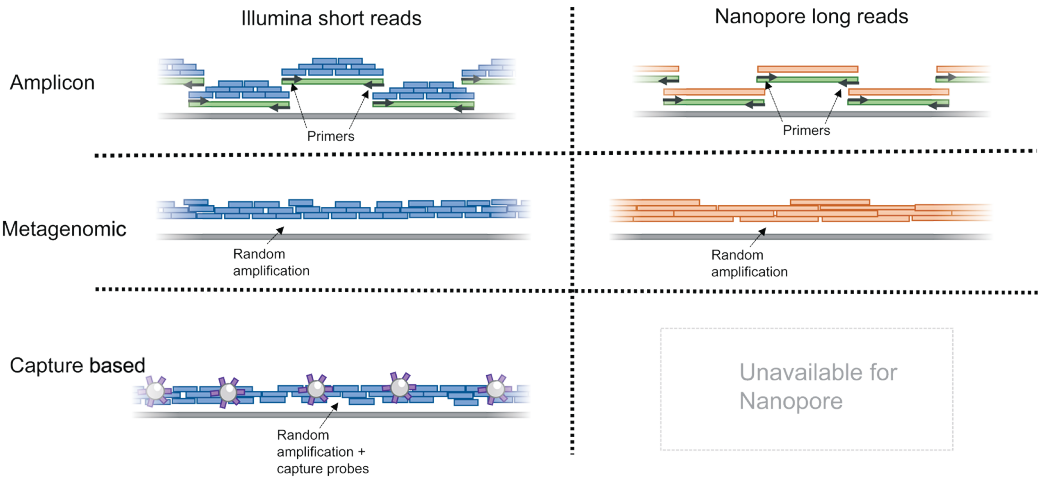 Illumina short reads
Nanopore long reads
Amplicon
Primers
Primers
Metagenomic
Random
amplification
Random
amplification
Capture based
Unavailable for
Nanopore
Random
amplification +
capture probes